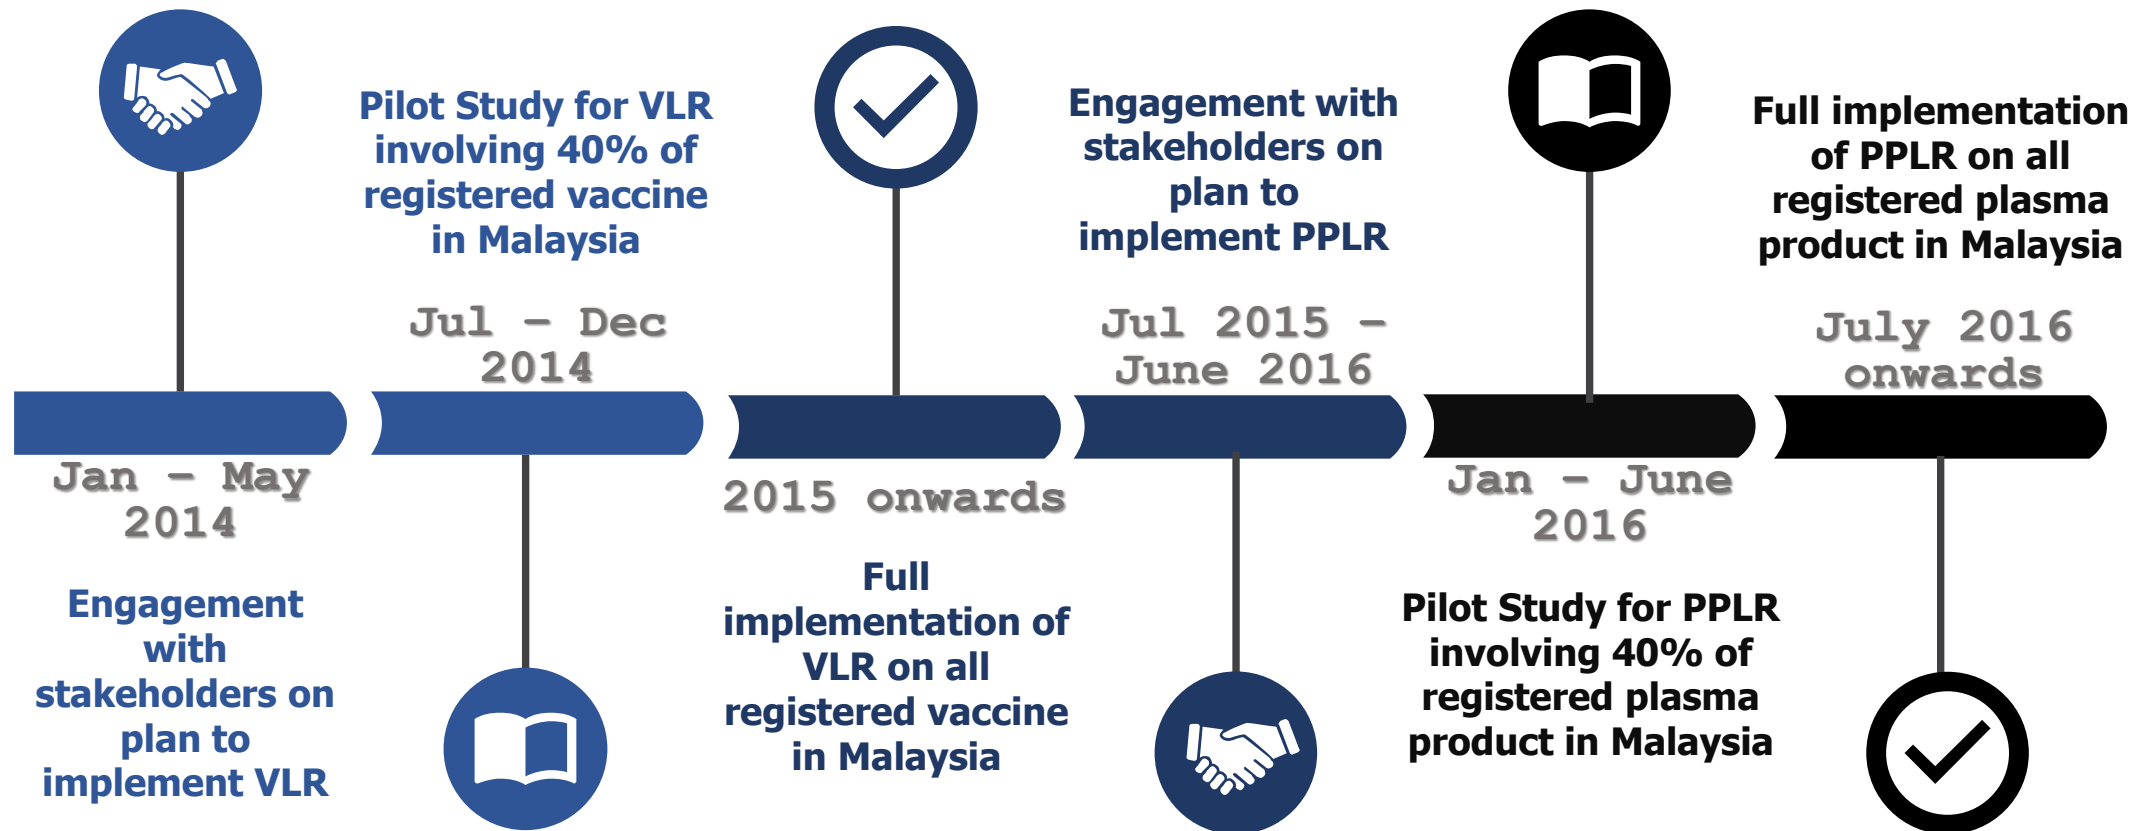 Jan – May
2014
Engagement
with
stakeholders on
plan to
implement VLR
Pilot Study for VLR
involving 40% of
registered vaccine
in Malaysia
Jul – Dec
2014
2015 onwards
Full
implementation of
VLR on all
registered vaccine
in Malaysia
Engagement with
stakeholders on
plan to
implement PPLR
Jul 2015 –
June 2016
Jan – June
2016
Pilot Study for PPLR
involving 40% of
registered plasma
product in Malaysia
Full implementation
of PPLR on all
registered plasma
product in Malaysia
July 2016
onwards